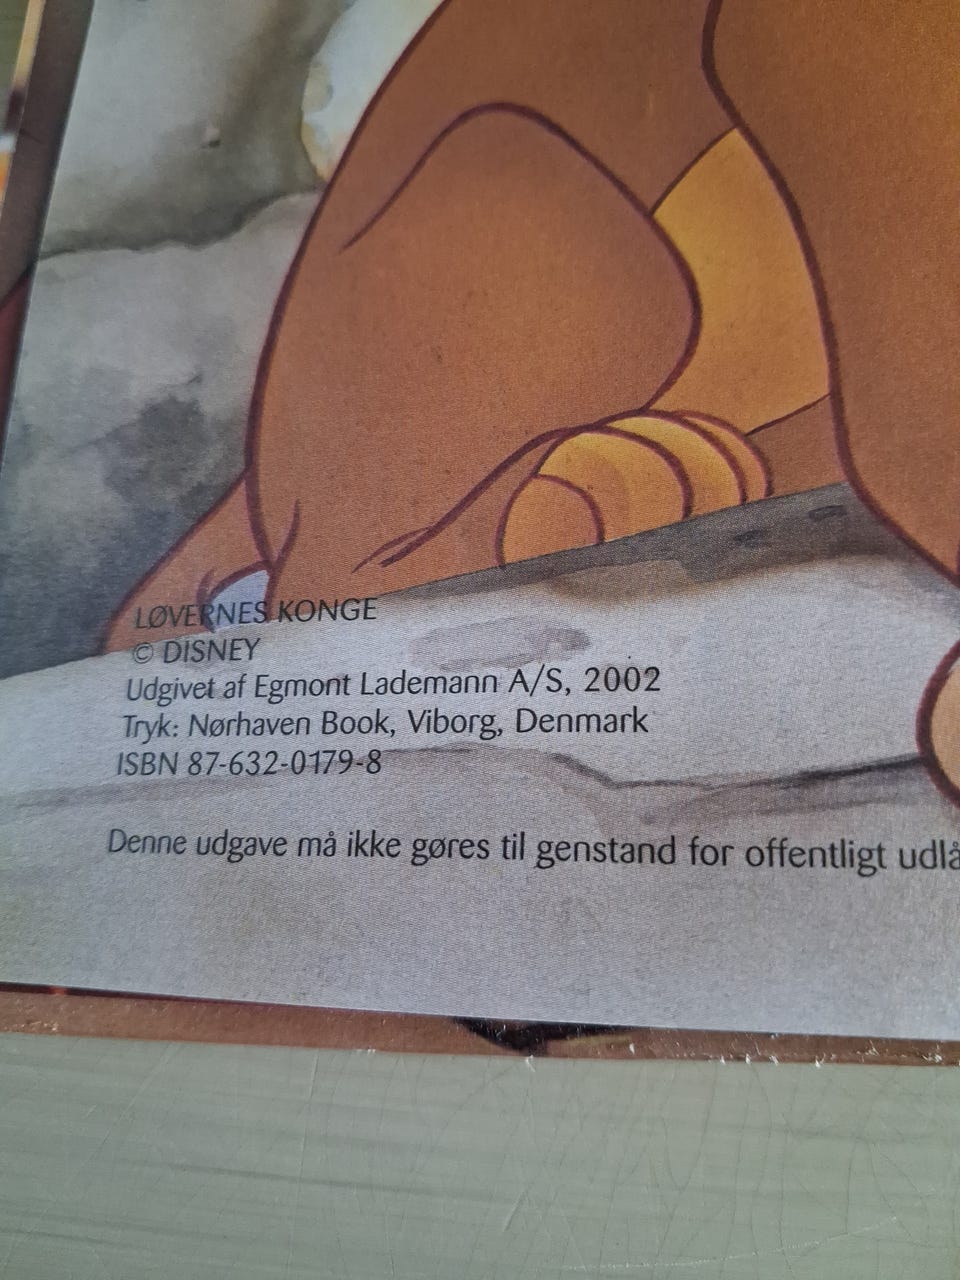 LØVERNES KONGE
© DISNEY
Udgivet af Egmont Lademann A/S, 2002
Tryk: Nørhaven Book, Viborg, Denmark
ISBN 87-632-0179-8
Denne udgave må ikke gøres til genstand for offentligt udlå